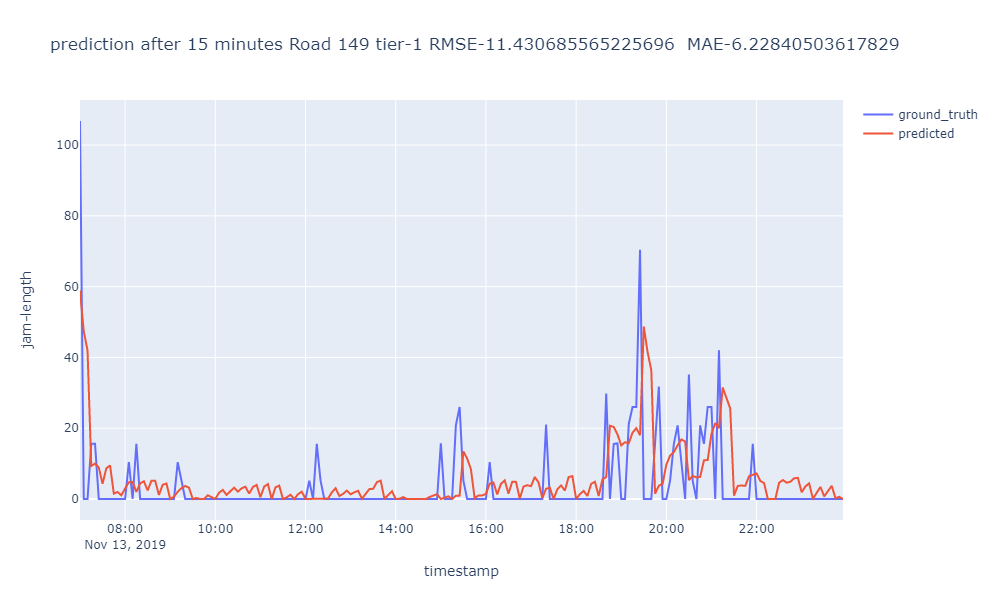 prediction after 15 minutes Road 149 tier-1 RMSE-11.430685565225696  MAE-6.22840503617829
ground_truth
predicted
100
80
60
40
20
0
jam-length
08:00 10:00 12:00 14:00 16:00 18:00 20:00 22:00
Nov 13, 2019
timestamp